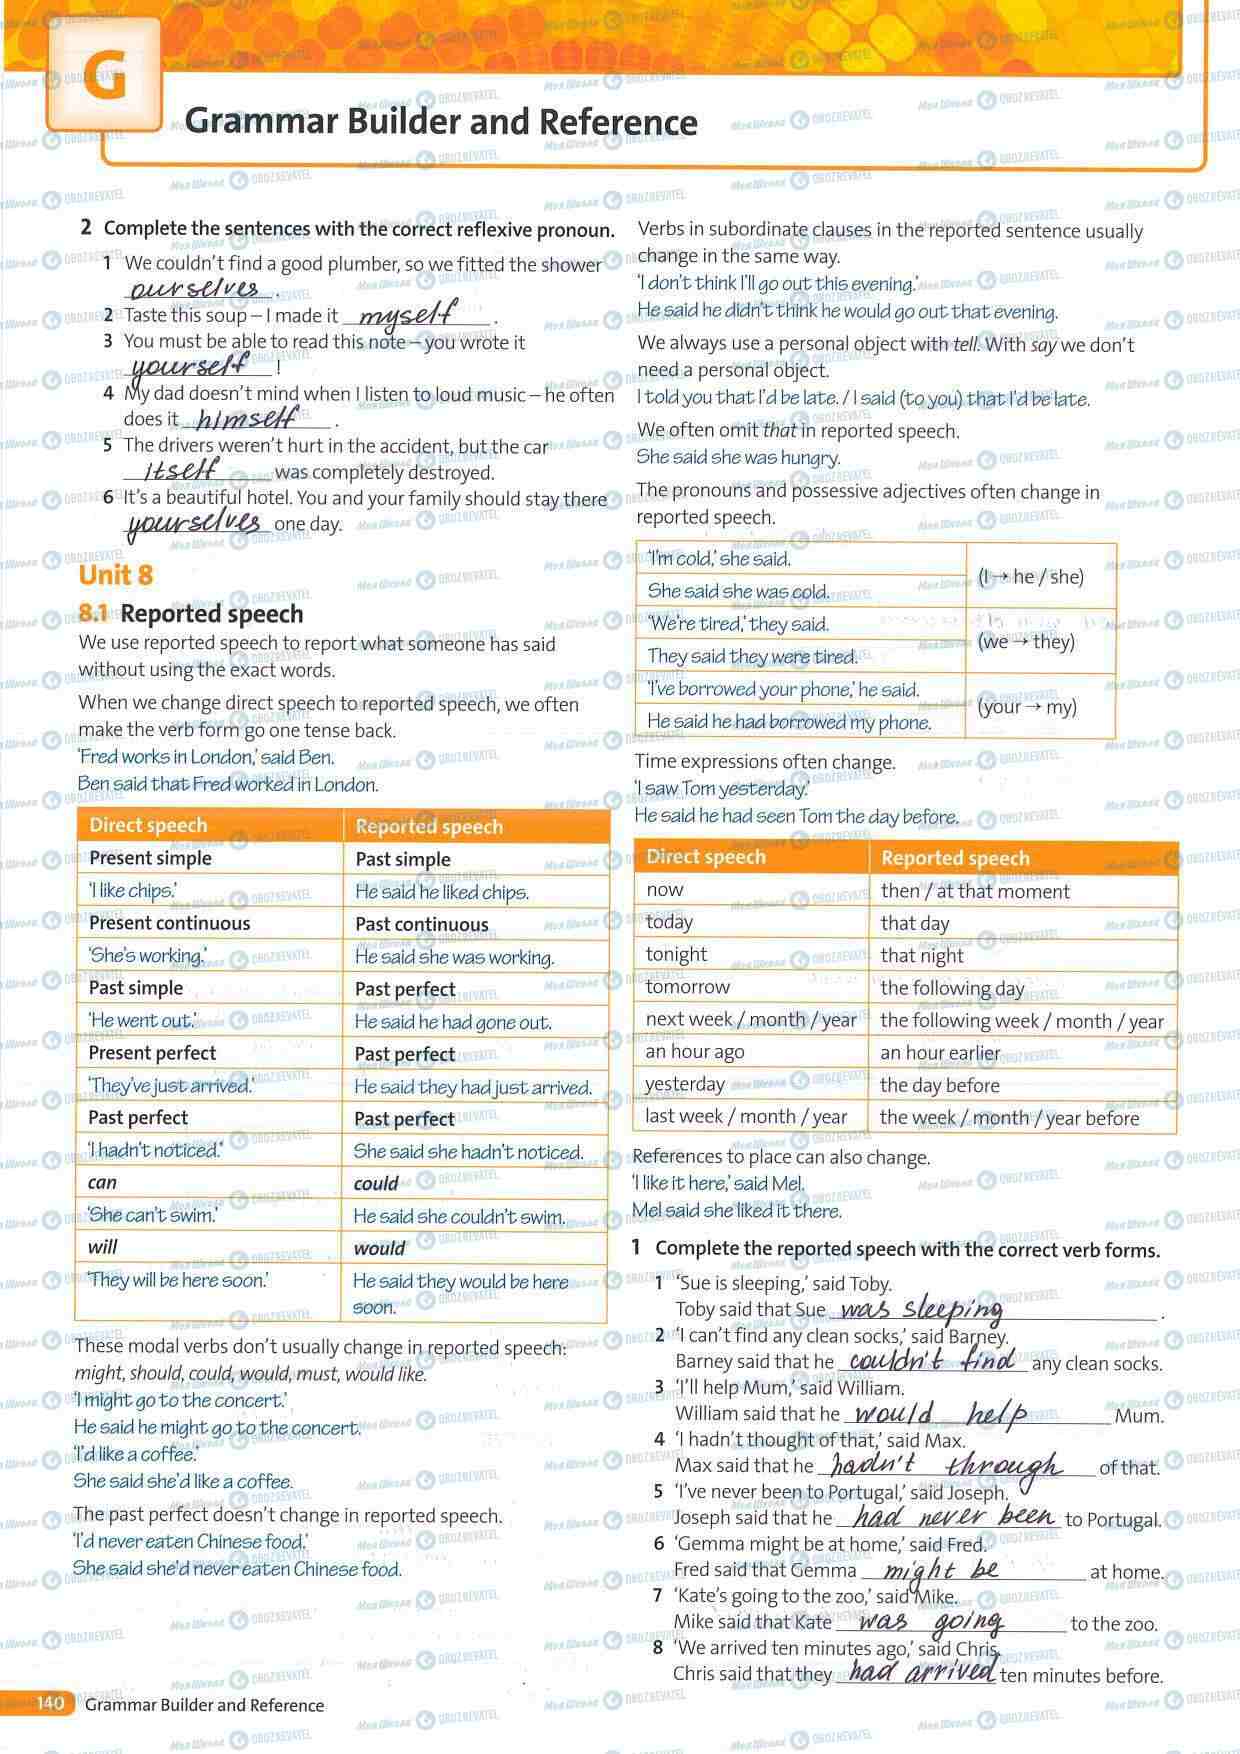 G
Grammar Builder and Reference
2 Complete the sentences with the correct reflexive pronoun.
1 We couldn't find a good plumber, so we fitted the shower
ourselves .
2 Taste this soup – I made it myself .
3 You must be able to read this note – you wrote it
yourself !
4 My dad doesn't mind when I listen to loud music – he often
does it himself .
5 The drivers weren't hurt in the accident, but the car
itself was completely destroyed.
6 It's a beautiful hotel. You and your family should stay there
yourselves one day.
Unit 8
8.1 Reported speech
We use reported speech to report what someone has said
without using the exact words.
When we change direct speech to reported speech, we often
make the verb form go one tense back.
'Fred works in London,' said Ben.
Ben said that Fred worked in London.
Direct speech Reported speech
Present simple Past simple
'I like chips.' He said he liked chips.
Present continuous Past continuous
'She's working.' He said she was working.
Past simple Past perfect
'He went out.' He said he had gone out.
Present perfect Past perfect
'They've just arrived.' He said they had just arrived.
Past perfect Past perfect
'I hadn't noticed.' She said she hadn't noticed.
can could
'She can't swim.' He said she couldn't swim.
will would
'They will be here soon.' He said they would be here
soon.
These modal verbs don't usually change in reported speech:
might, should, could, would, must, would like.
'I might go to the concert.'
He said he might go to the concert.
'I'd like a coffee.'
She said she'd like a coffee.
The past perfect doesn't change in reported speech.
'I'd never eaten Chinese food.'
She said she'd never eaten Chinese food.
Verbs in subordinate clauses in the reported sentence usually
change in the same way.
'I don't think I'll go out this evening.'
He said he didn't think he would go out that evening.
We always use a personal object with tell. With say we don't
need a personal object.
I told you that I'd be late. / I said (to you) that I'd be late.
We often omit that in reported speech.
She said she was hungry.
The pronouns and possessive adjectives often change in
reported speech.
'I'm cold,' she said.
She said she was cold.
(I → he / she)
'We're tired,' they said.
They said they were tired.
(we → they)
'I've borrowed your phone,' he said.
He said he had borrowed my phone.
(your → my)
Time expressions often change.
'I saw Tom yesterday.'
He said he had seen Tom the day before.
Direct speech Reported speech
now then / at that moment
today that day
tonight that night
tomorrow the following day
next week / month / year the following week / month / year
an hour ago an hour earlier
yesterday the day before
last week / month / year the week / month / year before
References to place can also change.
'I like it here,' said Mel.
Mel said she liked it there.
1 Complete the reported speech with the correct verb forms.
1 'Sue is sleeping,' said Toby.
Toby said that Sue was sleeping .
2 'I can't find any clean socks,' said Barney.
Barney said that he couldn't find any clean socks.
3 'I'll help Mum,' said William.
William said that he would help Mum.
4 'I hadn't thought of that,' said Max.
Max said that he hadn't through of that.
5 'I've never been to Portugal,' said Joseph.
Joseph said that he had never been to Portugal.
6 'Gemma might be at home,' said Fred.
Fred said that Gemma might be at home.
7 'Kate's going to the zoo,' said Mike.
Mike said that Kate was going to the zoo.
8 'We arrived ten minutes ago,' said Chris.
Chris said that they had arrived ten minutes before.
140 Grammar Builder and Reference